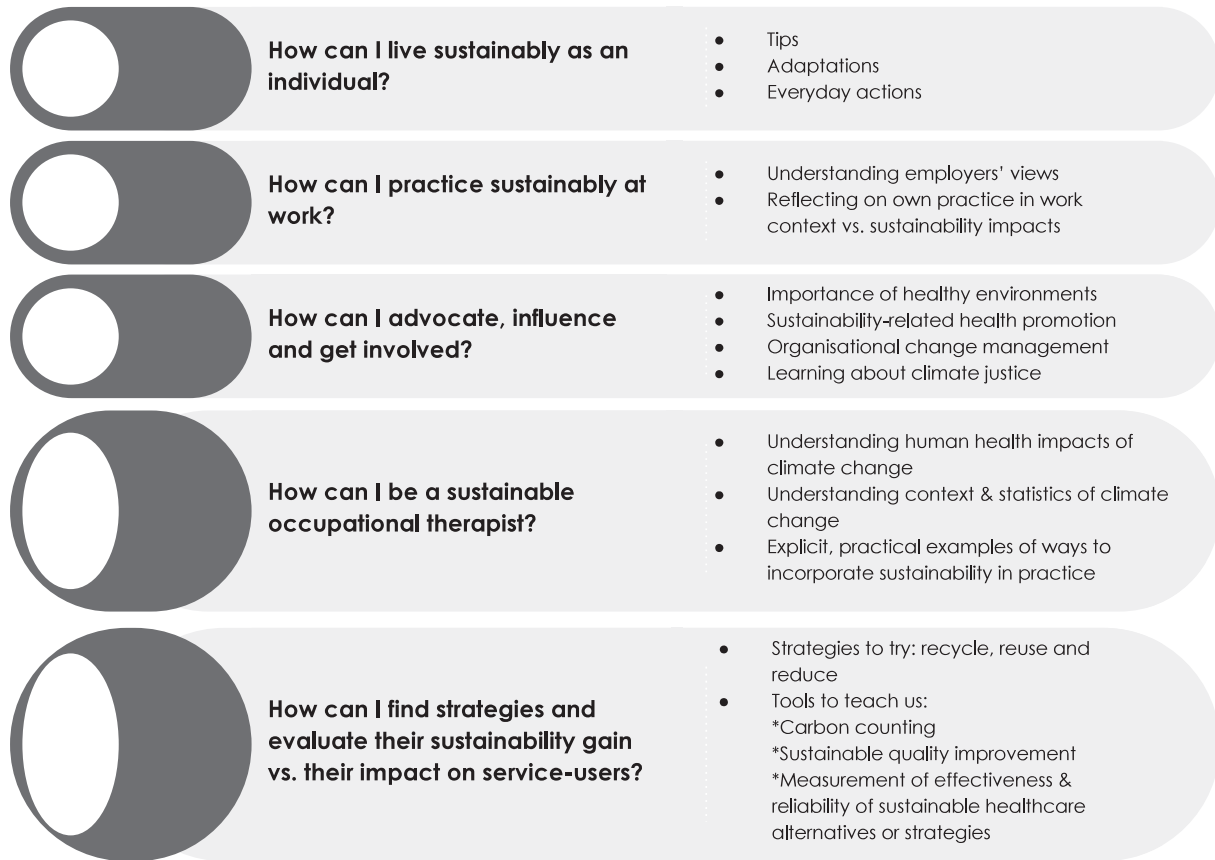 How can I live sustainably as an
individual?
● Tips
● Adaptations
● Everyday actions
How can I practice sustainably at
work?
● Understanding employers' views
● Reflecting on own practice in work
context vs. sustainability impacts
How can I advocate, influence
and get involved?
● Importance of healthy environments
● Sustainability-related health promotion
● Organisational change management
● Learning about climate justice
How can I be a sustainable
occupational therapist?
● Understanding human health impacts of
climate change
● Understanding context & statistics of climate
change
● Explicit, practical examples of ways to
incorporate sustainability in practice
How can I find strategies and
evaluate their sustainability gain
vs. their impact on service-users?
● Strategies to try: recycle, reuse and
reduce
● Tools to teach us:
*Carbon counting
*Sustainable quality improvement
*Measurement of effectiveness &
reliability of sustainable healthcare
alternatives or strategies